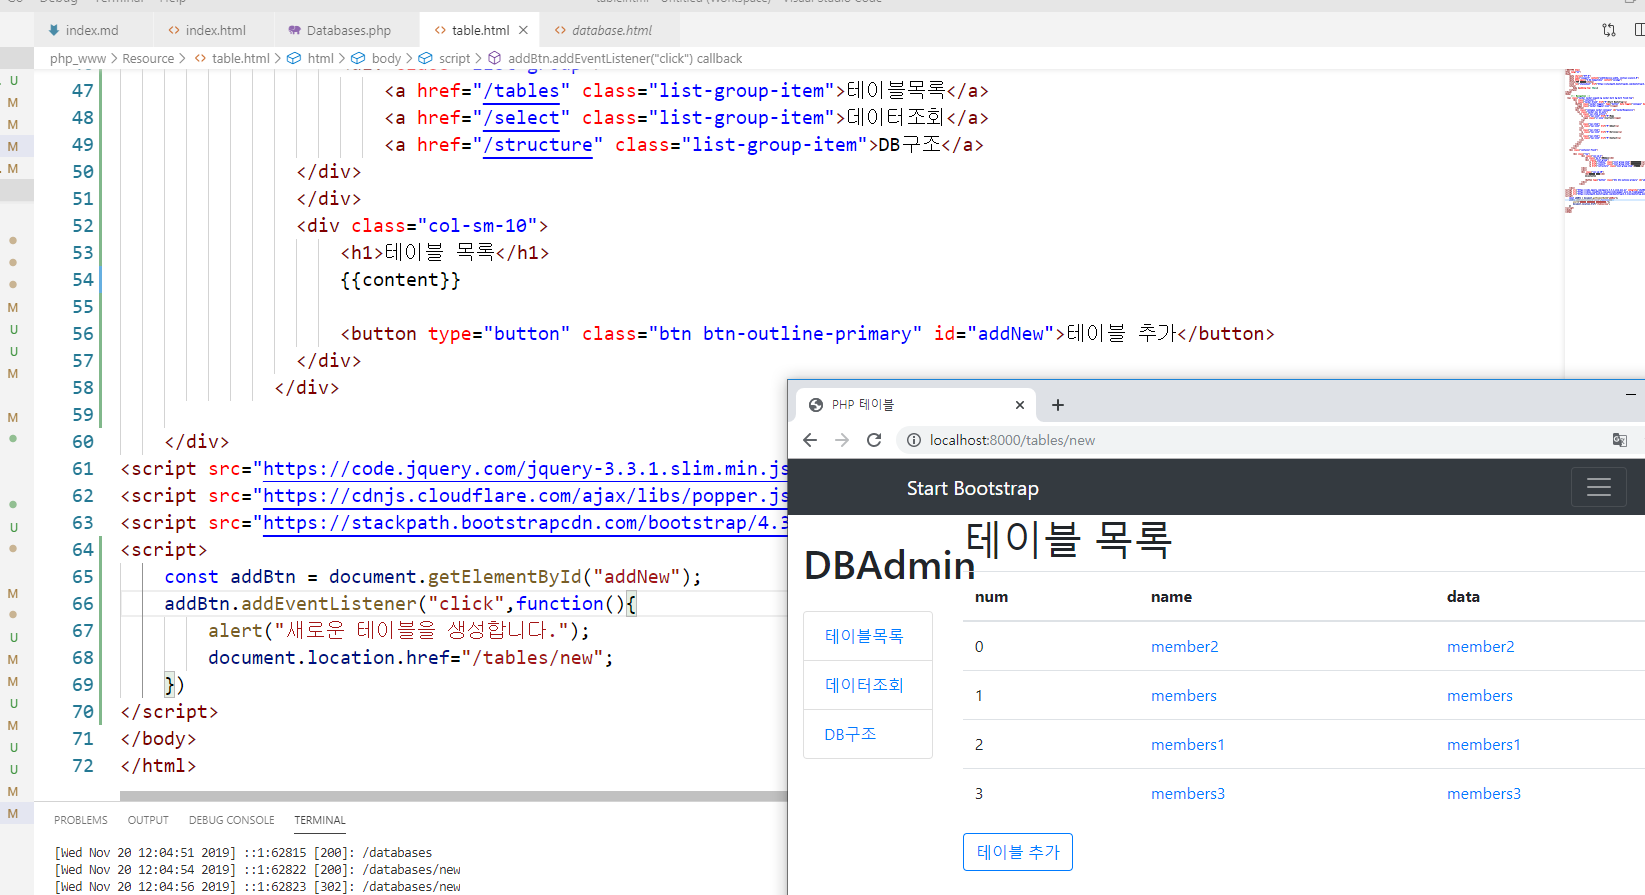 index.md
index.html
Databases.php
table.html
database.html
php_www > Resource > table.html > html > body > script > addBtn.addEventListener("click") callback
47 <a href="/tables" class="list-group-item">테이블목록</a>
48 <a href="/select" class="list-group-item">데이터조회</a>
49 <a href="/structure" class="list-group-item">DB구조</a>
50 </div>
51 </div>
52 <div class="col-sm-10">
53 <h1>테이블 목록</h1>
54 {{content}}
55
56 <button type="button" class="btn btn-outline-primary" id="addNew">테이블 추가</button>
57 </div>
58 </div>
59
60 </div>
61 <script src="https://code.jquery.com/jquery-3.3.1.slim.min.js
62 <script src="https://cdnjs.cloudflare.com/ajax/libs/popper.js
63 <script src="https://stackpath.bootstrapcdn.com/bootstrap/4.3
64 <script>
65 const addBtn = document.getElementById("addNew");
66 addBtn.addEventListener("click",function(){
67 alert("새로운 테이블을 생성합니다.");
68 document.location.href="/tables/new";
69 })
70 </script>
71 </body>
72 </html>
PROBLEMS OUTPUT DEBUG CONSOLE TERMINAL
[Wed Nov 20 12:04:51 2019] ::1:62815 [200]: /databases
[Wed Nov 20 12:04:54 2019] ::1:62822 [200]: /databases/new
[Wed Nov 20 12:04:56 2019] ::1:62823 [302]: /databases/new
PHP 테이블
localhost:8000/tables/new
Start Bootstrap
DBAdmin
테이블목록
데이터조회
DB구조
테이블 목록
num name data
0 member2 member2
1 members members
2 members1 members1
3 members3 members3
테이블 추가